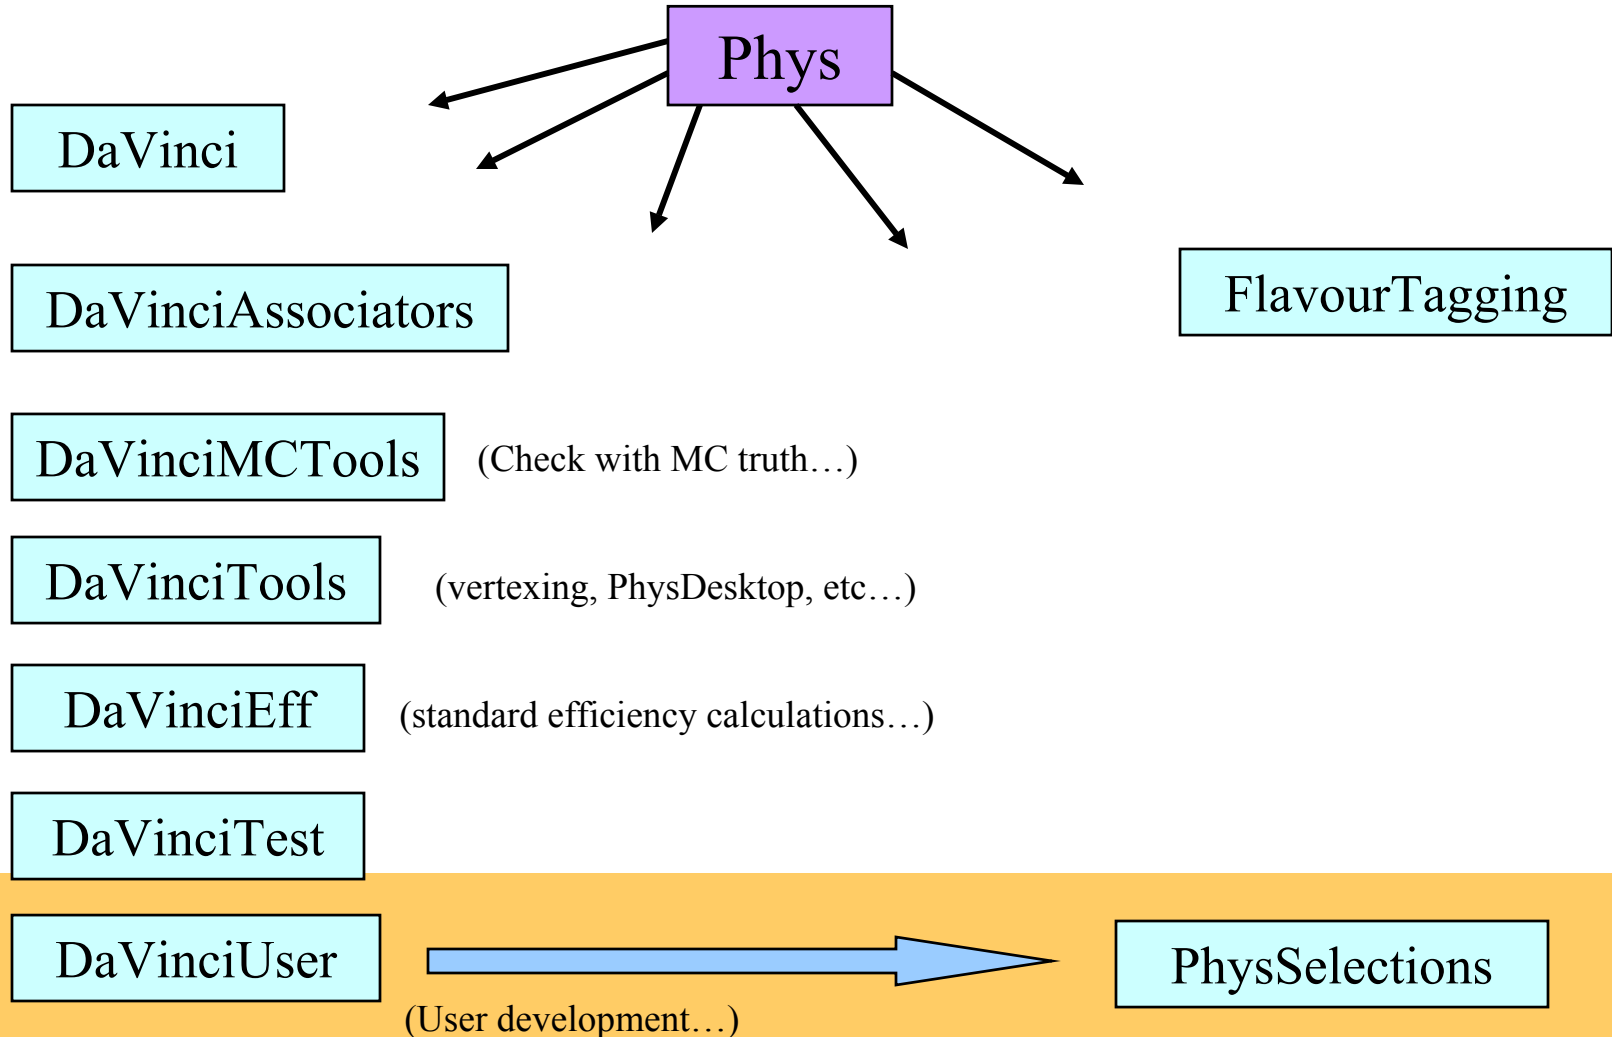 Phys
DaVinci
DaVinciAssociators
FlavourTagging
DaVinciMCTools
(Check with MC truth…)
DaVinciTools
(vertexing, PhysDesktop, etc…)
DaVinciEff
(standard efficiency calculations…)
DaVinciTest
DaVinciUser
PhysSelections
(User development…)